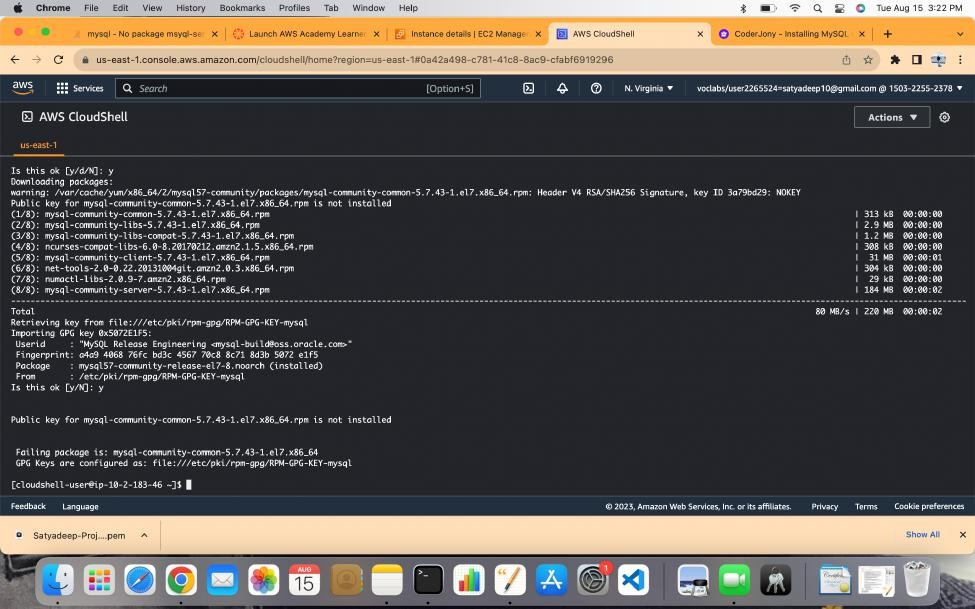 Chrome File Edit View History Bookmarks Profiles Tab Window Help Tue Aug 15 3:22 PM
mysql - No package msyql-ser
Launch AWS Academy Learner
Instance details | EC2 Manager
AWS CloudShell
CoderJony - Installing MySQL
us-east-1.console.aws.amazon.com/cloudshell/home?region=us-east-1#0a42a498-c781-41c8-8ac9-cfabf6919296
aws Services Search [Option+S] N. Virginia voclabs/user2265524=satyadeep10@gmail.com @ 1503-2255-2378
AWS CloudShell Actions
us-east-1
Is this ok [y/d/N]: y
Downloading packages:
warning: /var/cache/yum/x86_64/2/mysql57-community/packages/mysql-community-common-5.7.43-1.el7.x86_64.rpm: Header V4 RSA/SHA256 Signature, key ID 3a79bd29: NOKEY
Public key for mysql-community-common-5.7.43-1.el7.x86_64.rpm is not installed
(1/8): mysql-community-common-5.7.43-1.el7.x86_64.rpm | 313 kB 00:00:00
(2/8): mysql-community-libs-5.7.43-1.el7.x86_64.rpm | 2.9 MB 00:00:00
(3/8): mysql-community-libs-compat-5.7.43-1.el7.x86_64.rpm | 1.2 MB 00:00:00
(4/8): ncurses-compat-libs-6.0-8.20170212.amzn2.1.5.x86_64.rpm | 308 kB 00:00:00
(5/8): mysql-community-client-5.7.43-1.el7.x86_64.rpm | 31 MB 00:00:01
(6/8): net-tools-2.0-0.22.20131004git.amzn2.0.3.x86_64.rpm | 304 kB 00:00:00
(7/8): numactl-libs-2.0.9-7.amzn2.x86_64.rpm | 29 kB 00:00:00
(8/8): mysql-community-server-5.7.43-1.el7.x86_64.rpm | 184 MB 00:00:02
Total 80 MB/s | 220 MB 00:00:02
Retrieving key from file:///etc/pki/rpm-gpg/RPM-GPG-KEY-mysql
Importing GPG key 0x5072E1F5:
Userid : "MySQL Release Engineering <mysql-build@oss.oracle.com>"
Fingerprint: a4a9 4068 76fc bd3c 4567 70c8 8c71 8d3b 5072 e1f5
Package : mysql57-community-release-el7-8.noarch (installed)
From : /etc/pki/rpm-gpg/RPM-GPG-KEY-mysql
Is this ok [y/N]: y
Public key for mysql-community-common-5.7.43-1.el7.x86_64.rpm is not installed
Failing package is: mysql-community-common-5.7.43-1.el7.x86_64
GPG Keys are configured as: file:///etc/pki/rpm-gpg/RPM-GPG-KEY-mysql
[cloudshell-user@ip-10-2-183-46 ~]$
Feedback Language © 2023, Amazon Web Services, Inc. or its affiliates. Privacy Terms Cookie preferences
Satyadeep-Proj....pem Show All
AUG
15
1